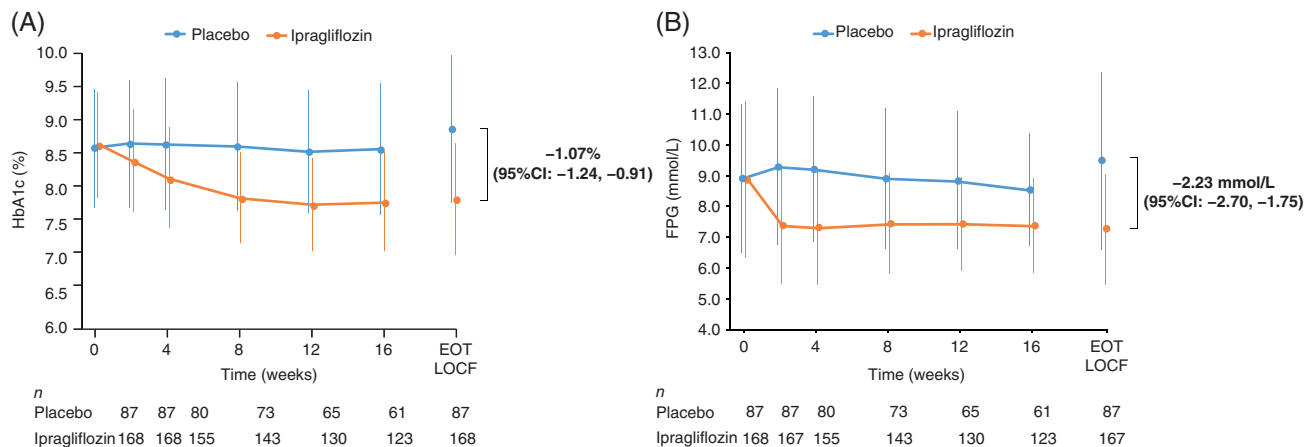 (A)
Placebo Ipragliflozin
10.0
9.5
9.0
8.5
8.0
7.5
7.0
6.5
6.0
HbA1c (%)
−1.07%
(95%CI: −1.24, −0.91)
0 4 8 12 16 EOT
LOCF
Time (weeks)
n
Placebo 87 87 80 73 65 61 87
Ipragliflozin 168 168 155 143 130 123 168
(B)
Placebo Ipragliflozin
13.0
12.0
11.0
10.0
9.0
8.0
7.0
6.0
5.0
4.0
FPG (mmol/L)
−2.23 mmol/L
(95%CI: −2.70, −1.75)
0 4 8 12 16 EOT
LOCF
Time (weeks)
n
Placebo 87 87 80 73 65 61 87
Ipragliflozin 168 167 155 143 130 123 167